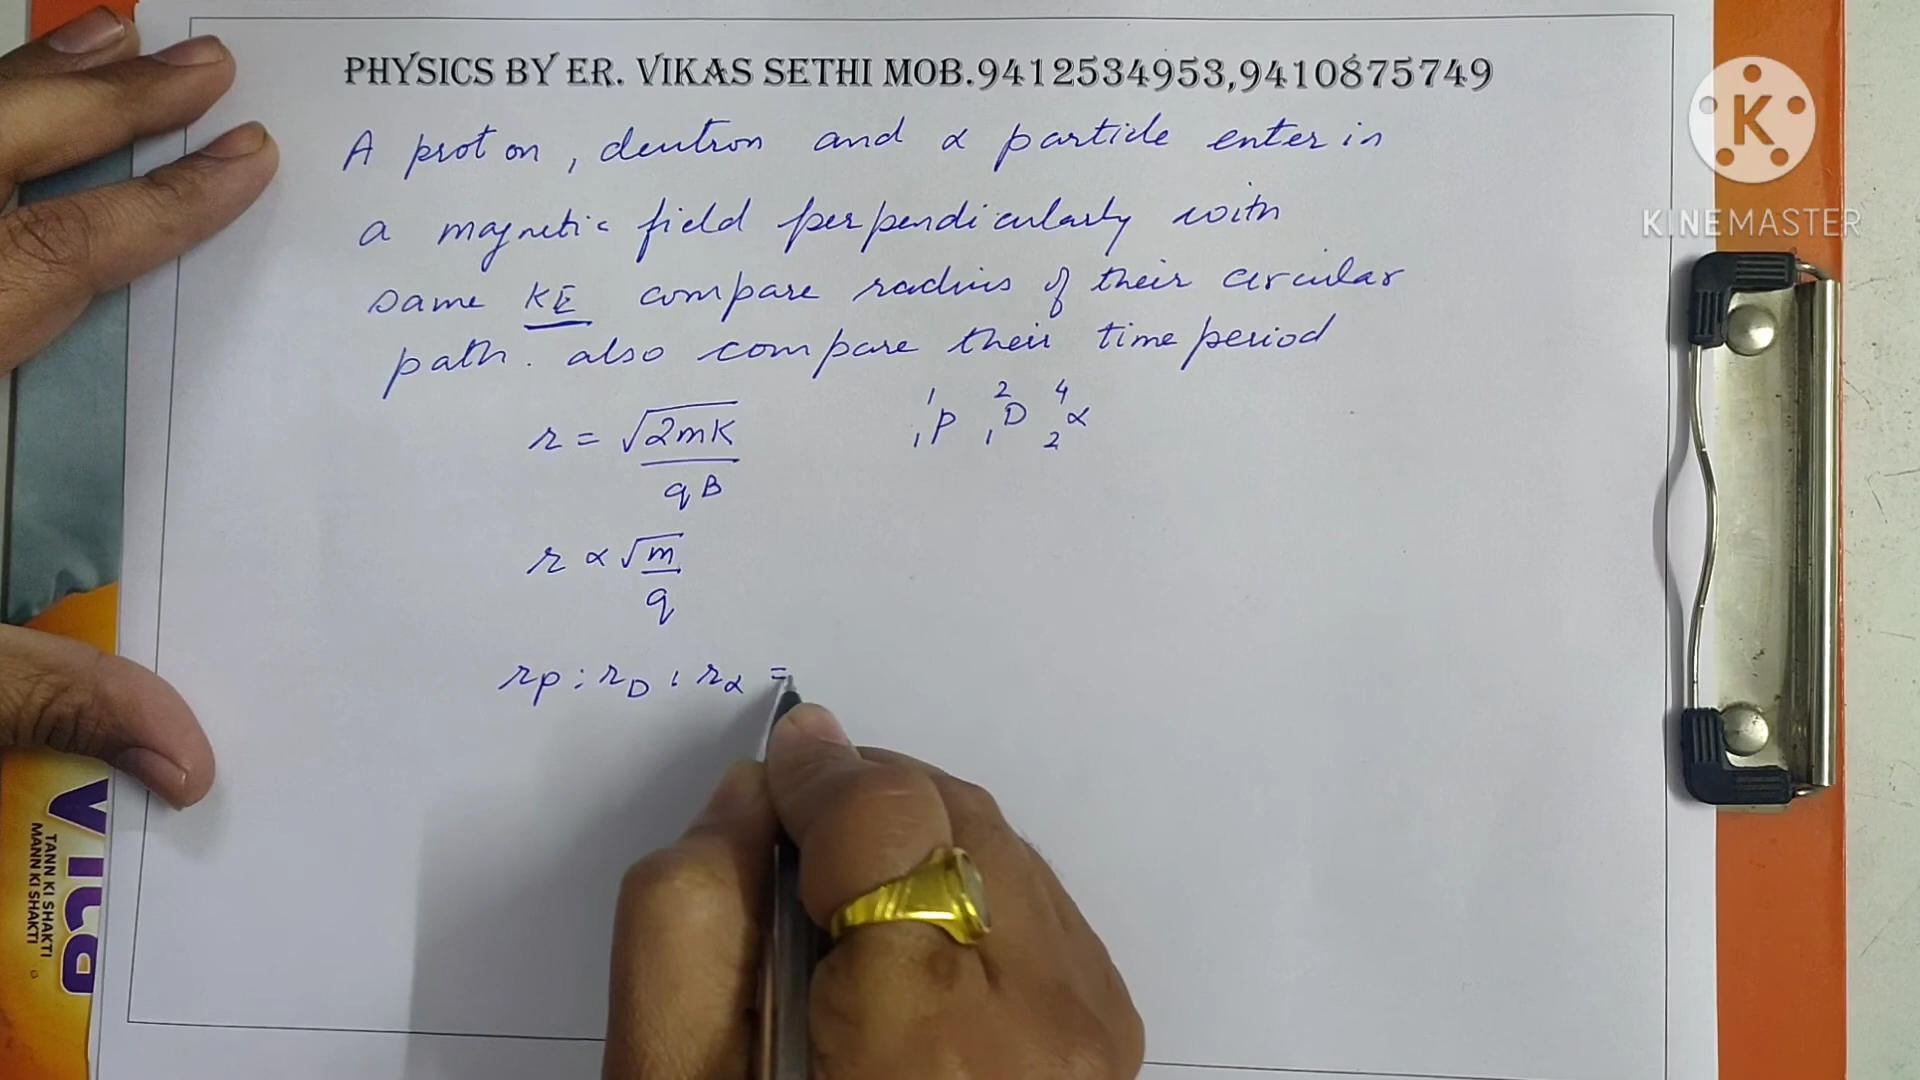 PHYSICS BY ER. VIKAS SETHI MOB.9412534953,9410875749
A proton, deutron and α particle enter in
a magnetic field perpendicularly with
same KE compare radius of their circular
path. also compare their time period
r = √2mK / qB
¹₁P ²₁D ⁴₂α
r ∝ √m / q
rP : rD : rα =
K
KINEMASTER
VITA
TANN KI SHAKTI
MANN KI SHAKTI